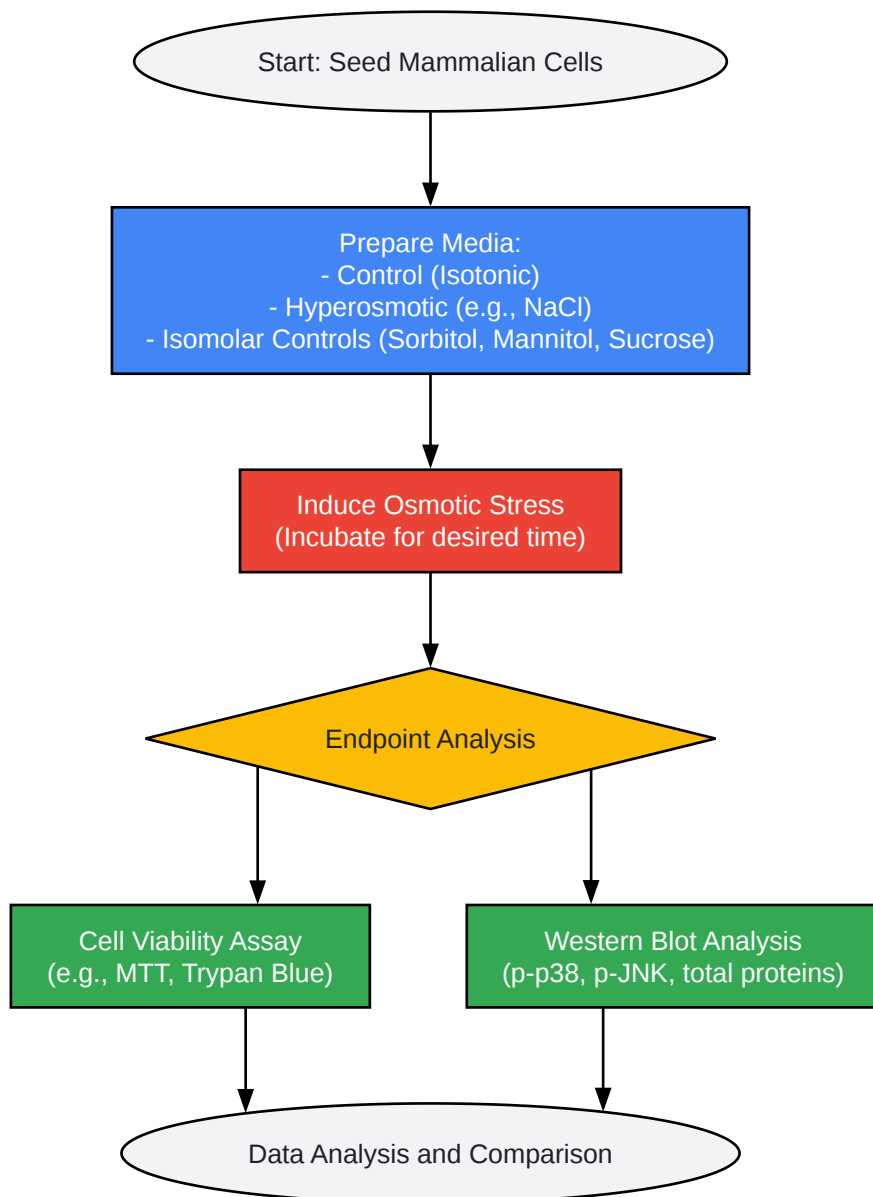 Start: Seed Mammalian Cells
Prepare Media:
- Control (Isotonic)
- Hyperosmotic (e.g., NaCl)
- Isomolar Controls (Sorbitol, Mannitol, Sucrose)
Induce Osmotic Stress
(Incubate for desired time)
Endpoint Analysis
Cell Viability Assay
(e.g., MTT, Trypan Blue)
Western Blot Analysis
(p-p38, p-JNK, total proteins)
Data Analysis and Comparison